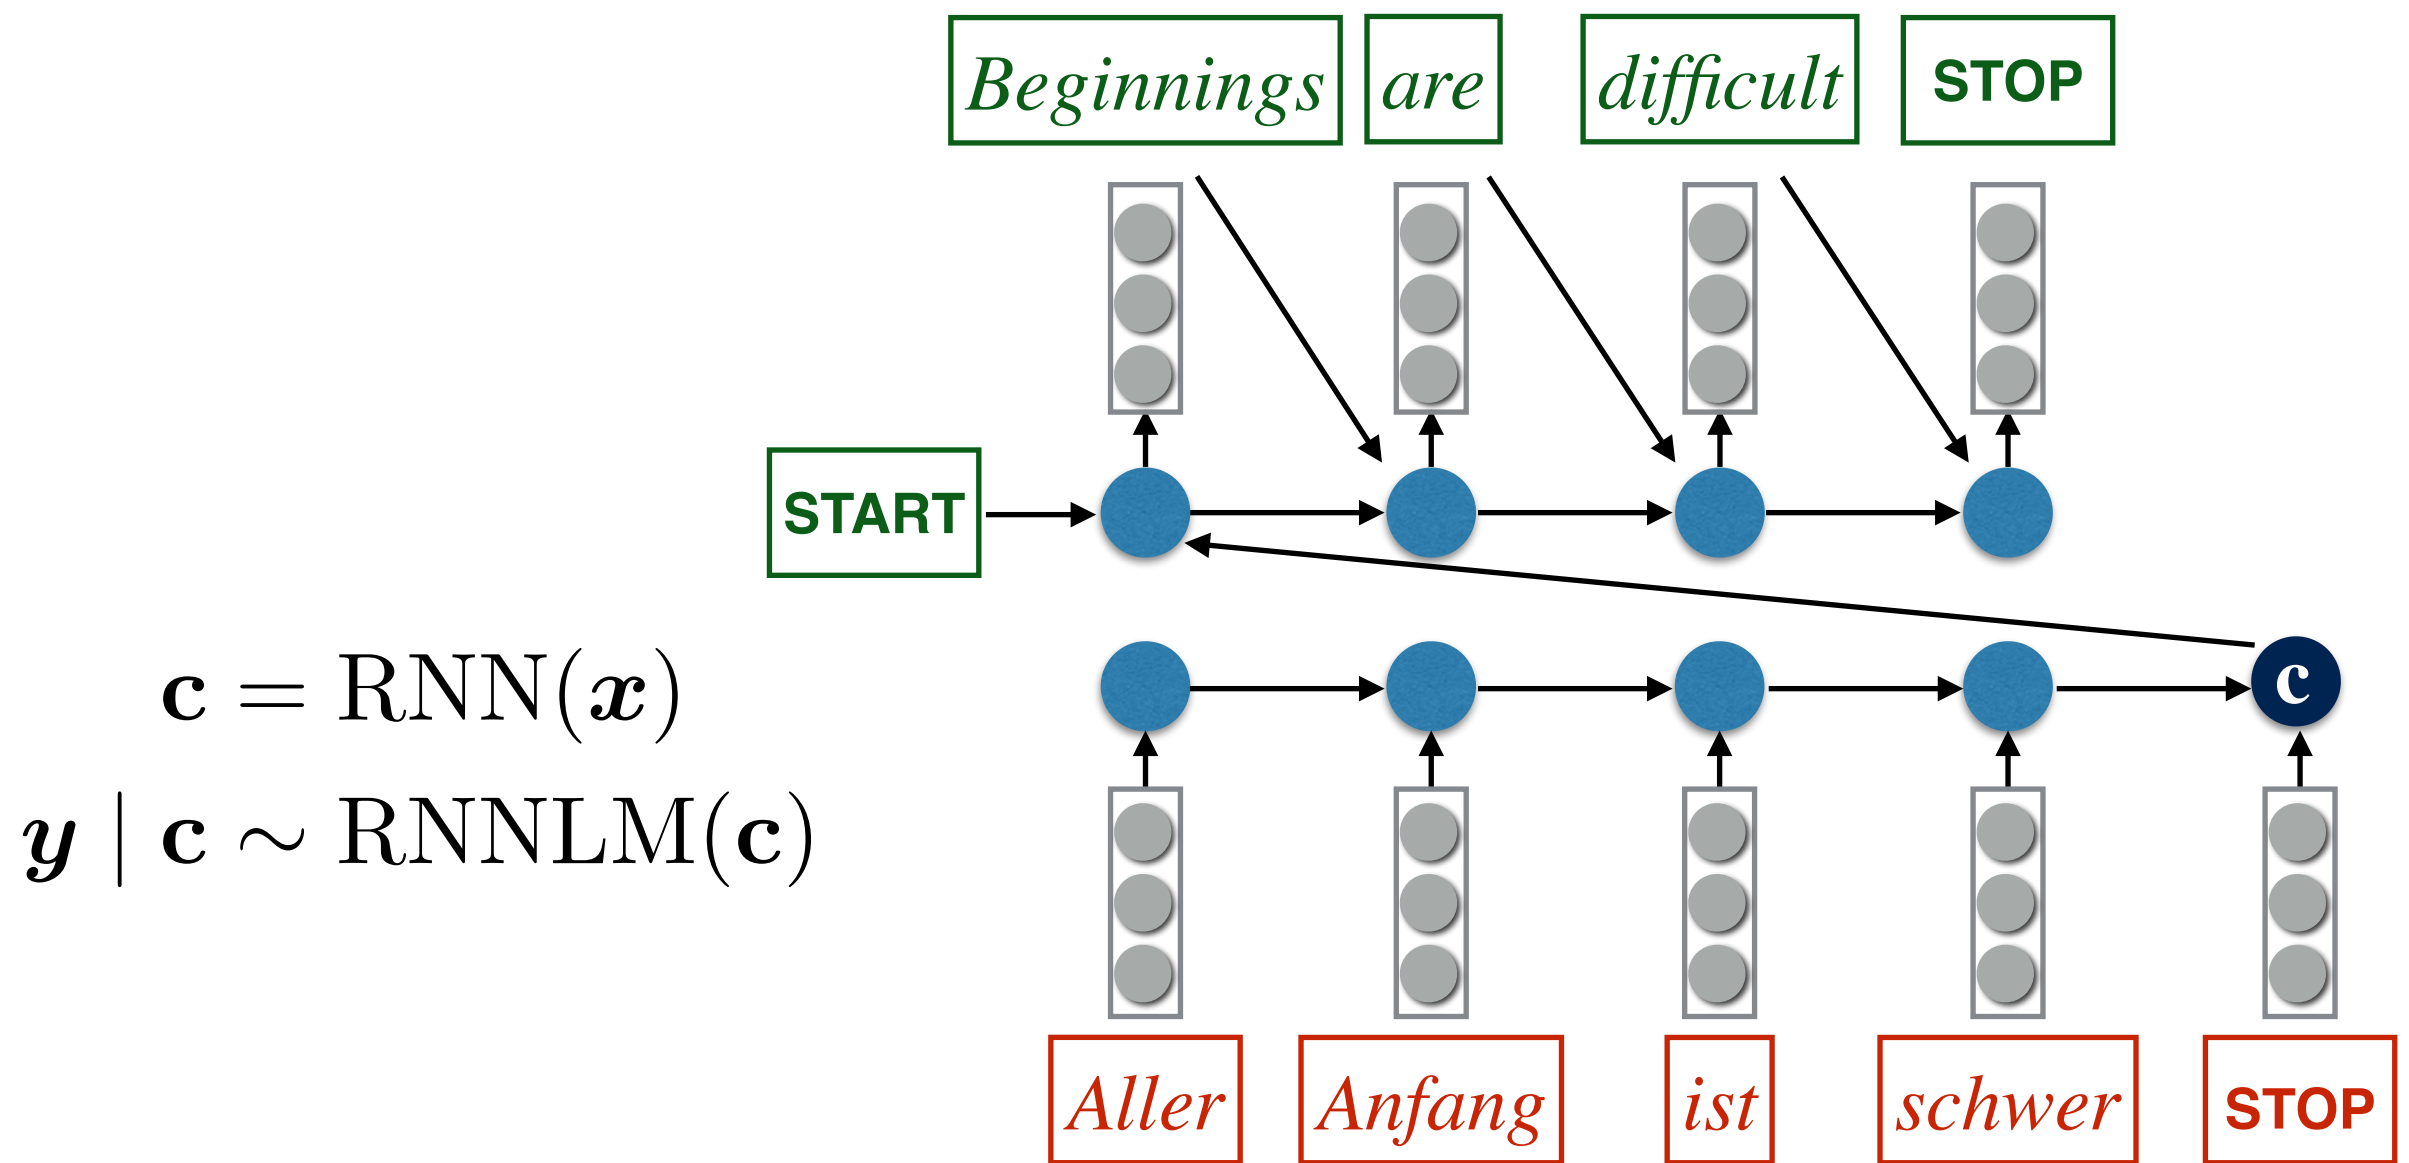 Beginnings are difficult STOP
START
c = RNN(x)
c
y | c ∼ RNNLM(c)
Aller Anfang ist schwer STOP